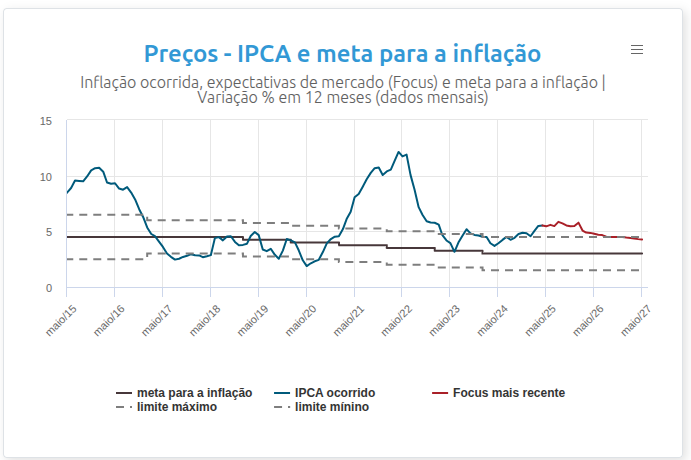 Preços - IPCA e meta para a inflação
Inflação ocorrida, expectativas de mercado (Focus) e meta para a inflação |
Variação % em 12 meses (dados mensais)
15
10
5
0
maio/15
maio/16
maio/17
maio/18
maio/19
maio/20
maio/21
maio/22
maio/23
maio/24
maio/25
maio/26
maio/27
meta para a inflação
IPCA ocorrido
Focus mais recente
limite máximo
limite mínino